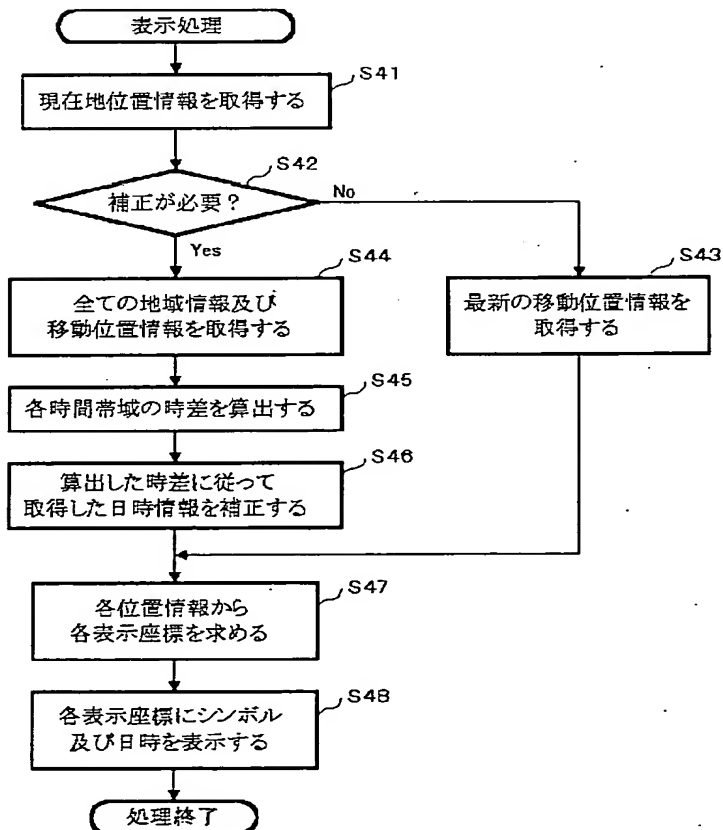 表示処理
S41
現在地位置情報を取得する
S42
補正が必要?
No
Yes
S44
全ての地域情報及び
移動位置情報を取得する
S43
最新の移動位置情報を
取得する
S45
各時間帯域の時差を算出する
S46
算出した時差に従って
取得した日時情報を補正する
S47
各位置情報から
各表示座標を求める
S48
各表示座標にシンボル
及び日時を表示する
処理終了